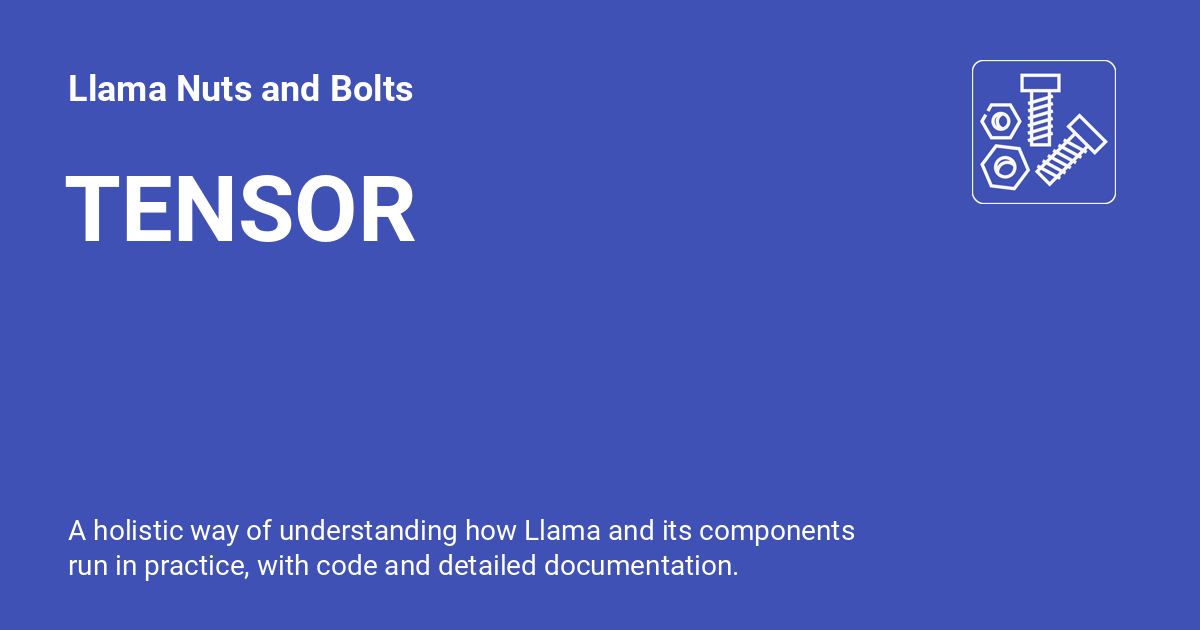 Llama Nuts and Bolts
TENSOR
A holistic way of understanding how Llama and its components
run in practice, with code and detailed documentation.